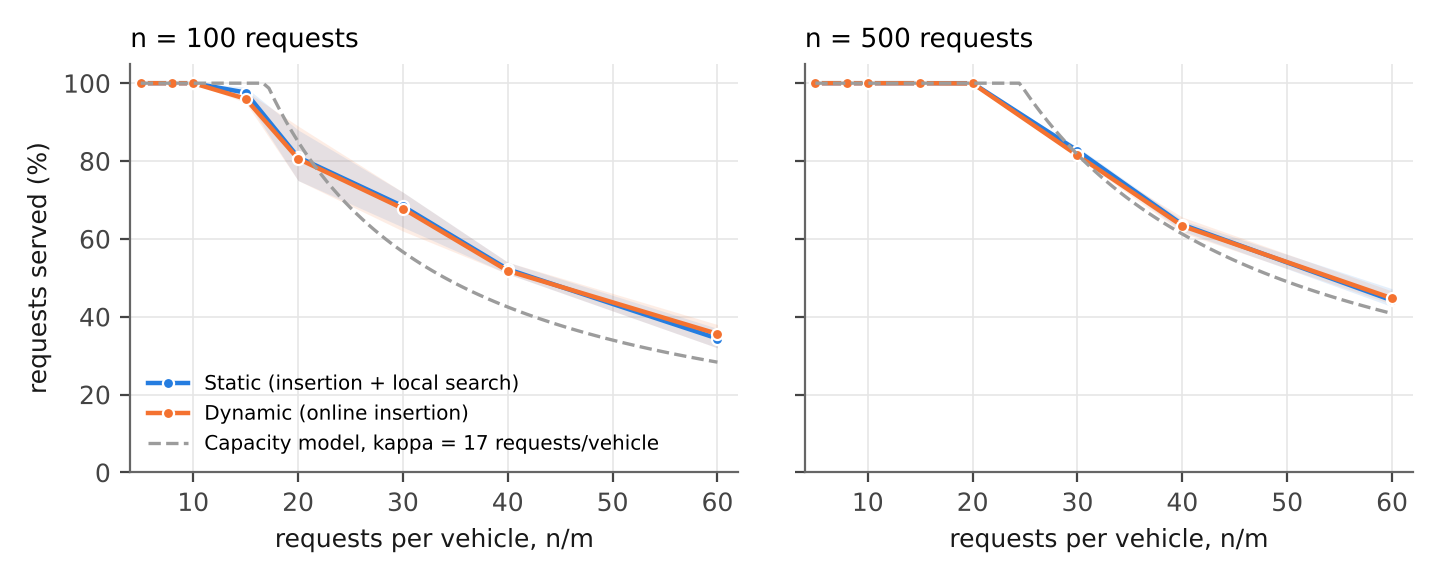 n = 100 requests
n = 500 requests
requests served (%)
100
80
60
40
20
0
Static (insertion + local search)
Dynamic (online insertion)
Capacity model, kappa = 17 requests/vehicle
10 20 30 40 50 60
10 20 30 40 50 60
requests per vehicle, n/m
requests per vehicle, n/m